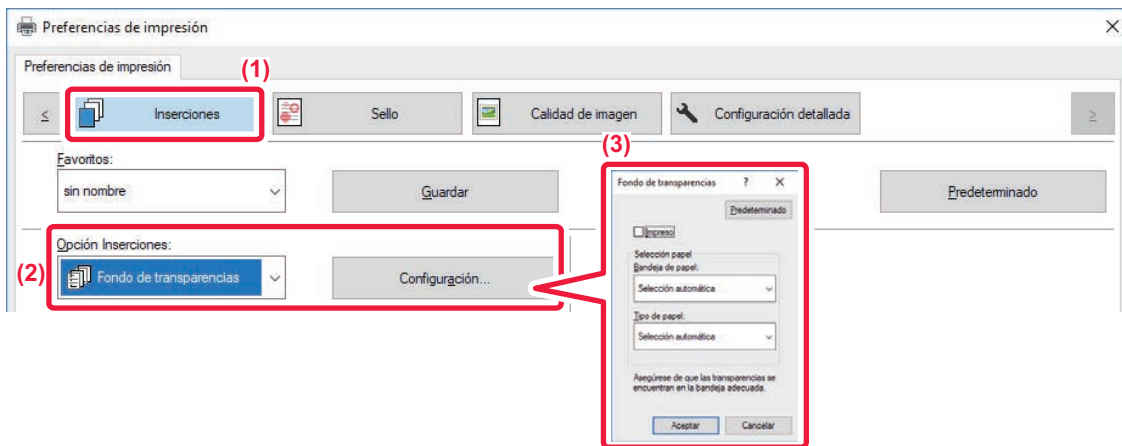 Preferencias de impresión
Preferencias de impresión
(1)
≤
Inserciones
Sello
Calidad de imagen
Configuración detallada
≥
Favoritos:
sin nombre
Guardar
Predeterminado
(2)
Opción Inserciones:
Fondo de transparencias
Configuración...
(3)
Fondo de transparencias ?
Predeterminado
Impreso
Selección papel
Bandeja de papel:
Selección automática
Tipo de papel:
Selección automática
Asegúrese de que las transparencias se
encuentran en la bandeja adecuada.
Aceptar Cancelar